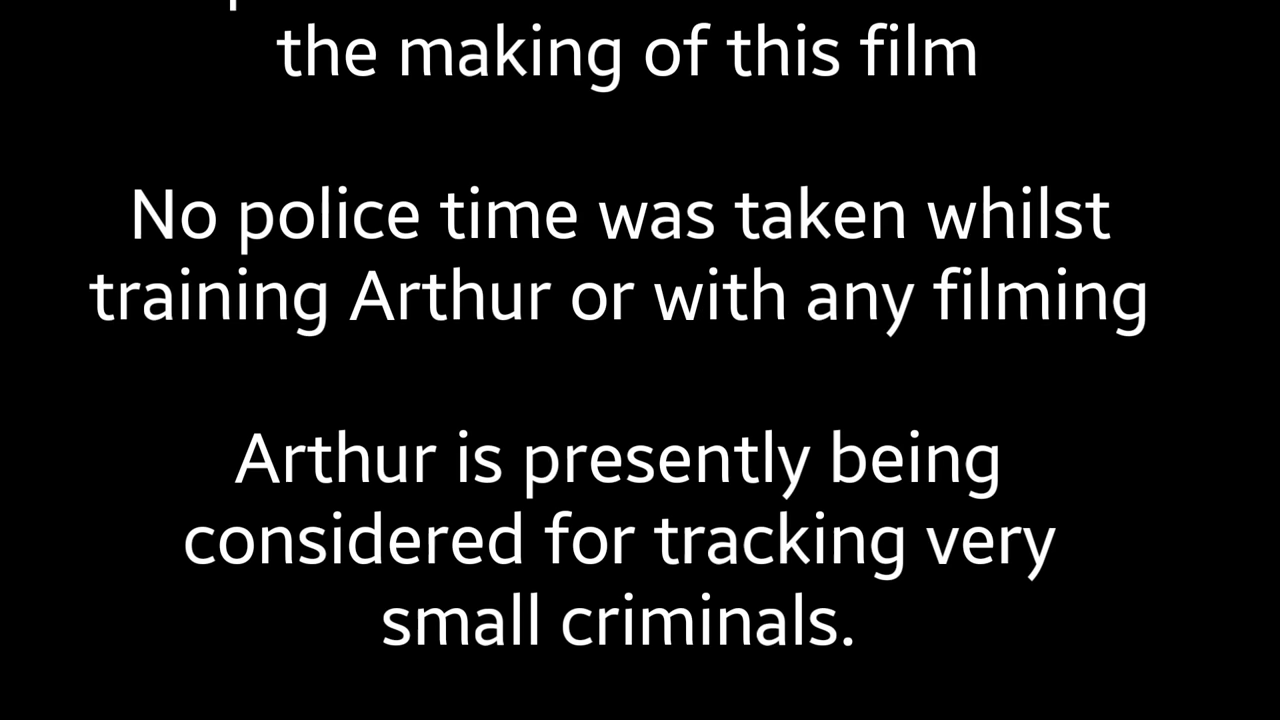 the making of this film
No police time was taken whilst
training Arthur or with any filming
Arthur is presently being
considered for tracking very
small criminals.